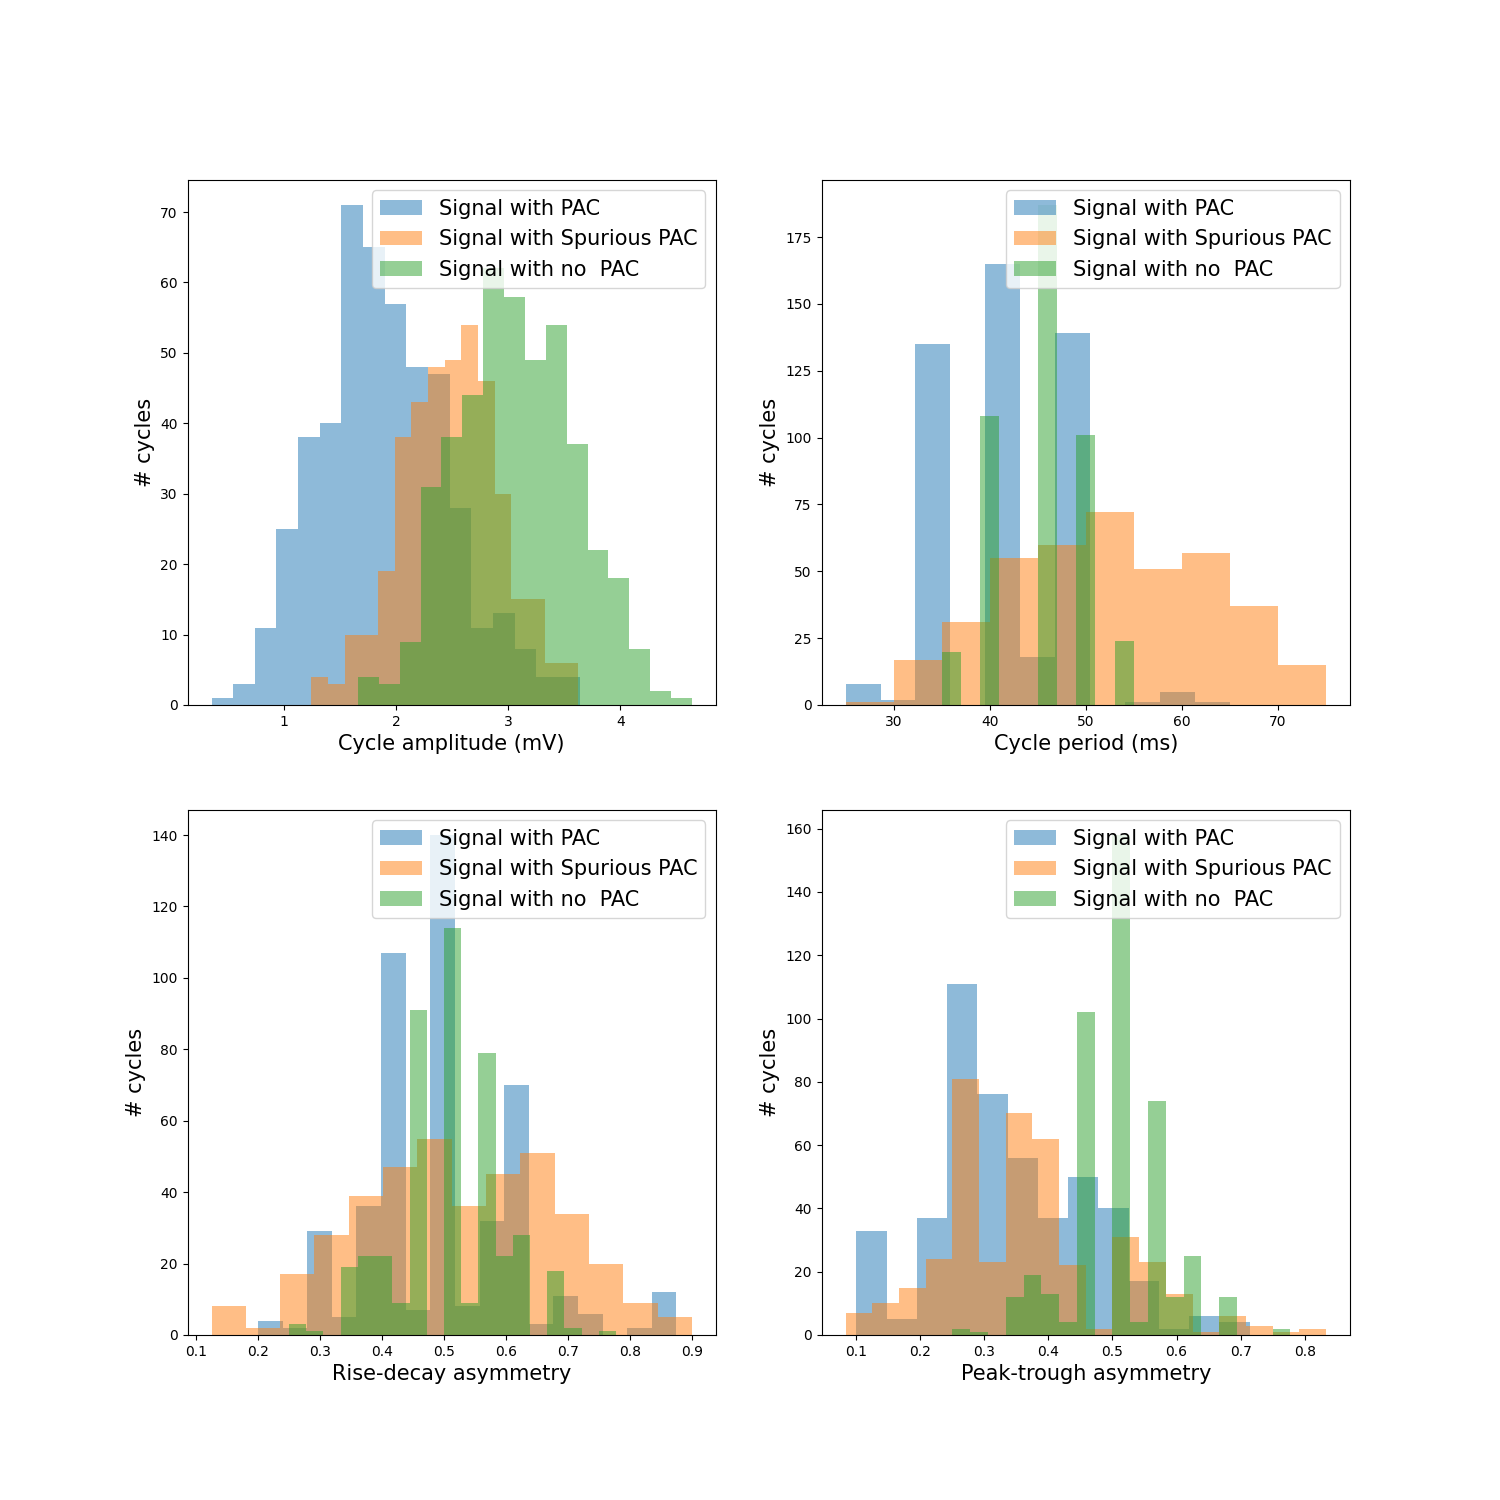 Signal with PAC
Signal with Spurious PAC
Signal with no  PAC
70
60
50
40
30
20
10
0
# cycles
1 2 3 4
Cycle amplitude (mV)
Signal with PAC
Signal with Spurious PAC
Signal with no  PAC
175
150
125
100
75
50
25
0
# cycles
30 40 50 60 70
Cycle period (ms)
Signal with PAC
Signal with Spurious PAC
Signal with no  PAC
140
120
100
80
60
40
20
0
# cycles
0.1 0.2 0.3 0.4 0.5 0.6 0.7 0.8 0.9
Rise-decay asymmetry
Signal with PAC
Signal with Spurious PAC
Signal with no  PAC
160
140
120
100
80
60
40
20
0
# cycles
0.1 0.2 0.3 0.4 0.5 0.6 0.7 0.8
Peak-trough asymmetry